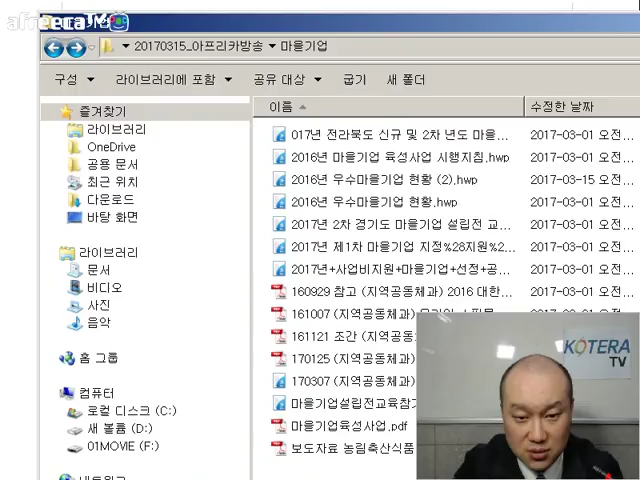 afreecaTV
20170315_아프리카방송 ▼ 마을기업
구성 ▼ 라이브러리에 포함 ▼ 공유 대상 ▼ 굽기 새 폴더
이름 수정한 날짜
즐겨찾기
라이브러리
OneDrive
공용 문서
최근 위치
다운로드
바탕 화면
라이브러리
문서
비디오
사진
음악
홈 그룹
컴퓨터
로컬 디스크 (C:)
새 볼륨 (D:)
01MOVIE (F:)
네트워크
017년 전라북도 신규 및 2차 년도 마을... 2017-03-01 오전...
2016년 마을기업 육성사업 시행지침.hwp 2017-03-01 오전...
2016년 우수마을기업 현황 (2).hwp 2017-03-15 오전...
2016년 우수마을기업 현황.hwp 2017-03-01 오전...
2017년 2차 경기도 마을기업 설립전 교... 2017-03-01 오전...
2017년 제1차 마을기업 지정%28지원%2... 2017-03-01 오전...
2017년+사업비지원+마을기업+선정+공... 2017-03-01 오전...
160929 참고 (지역공동체과) 2016 대한... 2017-03-01 오전...
161007 (지역공동체과)
161121 조간 (지역공동체과)
170125 (지역공동체과)
170307 (지역공동체과)
마을기업설립전교육참
마을기업육성사업.pdf
보도자료 농림축산식품
KOTERA
TV